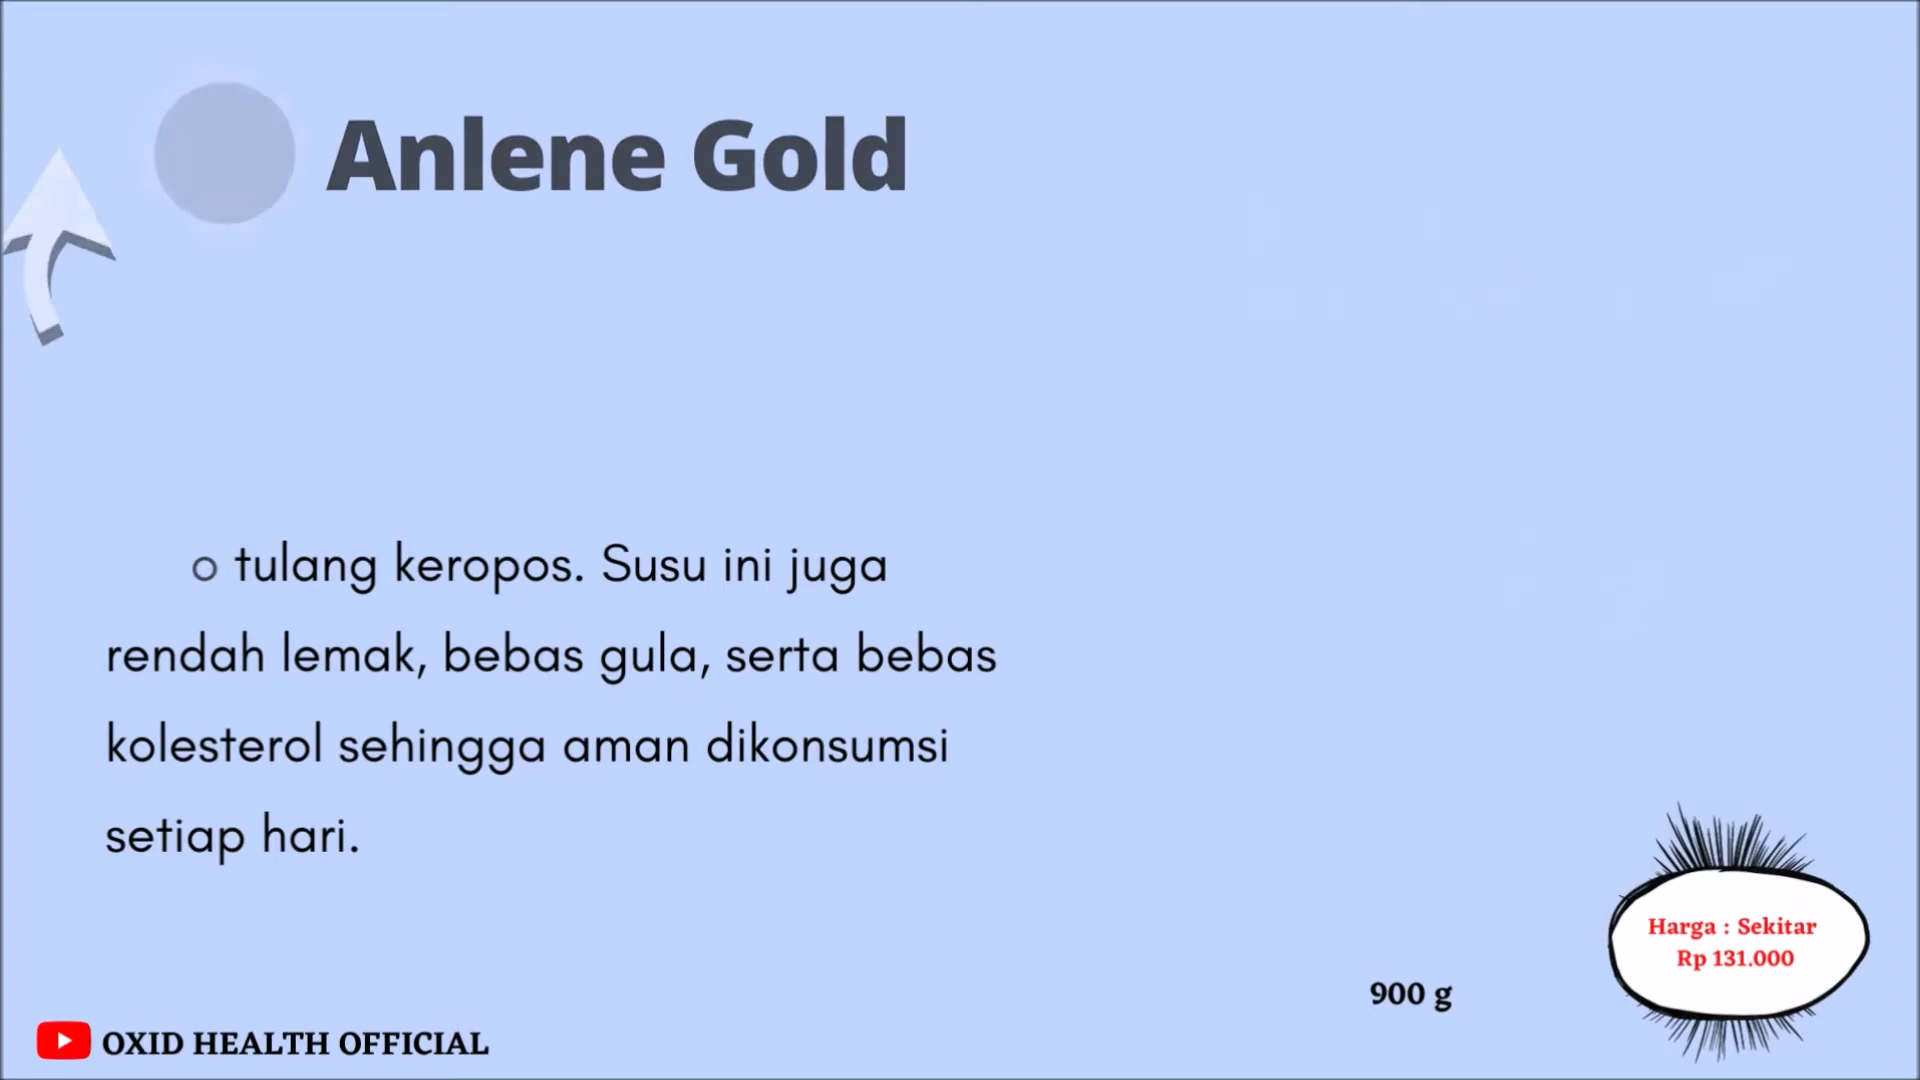 Anlene Gold
o tulang keropos. Susu ini juga
rendah lemak, bebas gula, serta bebas
kolesterol sehingga aman dikonsumsi
setiap hari.
Harga : Sekitar
Rp 131.000
900 g
OXID HEALTH OFFICIAL